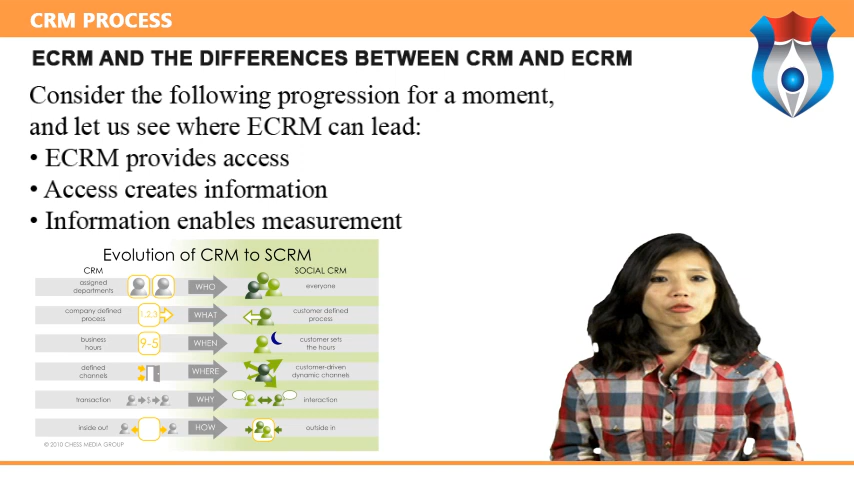 CRM PROCESS
ECRM AND THE DIFFERENCES BETWEEN CRM AND ECRM
Consider the following progression for a moment,
and let us see where ECRM can lead:
• ECRM provides access
• Access creates information
• Information enables measurement
Evolution of CRM to SCRM
CRM
SOCIAL CRM
assigned
departments
WHO
everyone
company defined
process
1,2,3
WHAT
customer defined
process
business
hours
9-5
WHEN
customer sets
the hours
defined
channels
WHERE
customer-driven
dynamic channels
transaction
$
WHY
interaction
inside out
HOW
outside in
© 2010 CHESS MEDIA GROUP